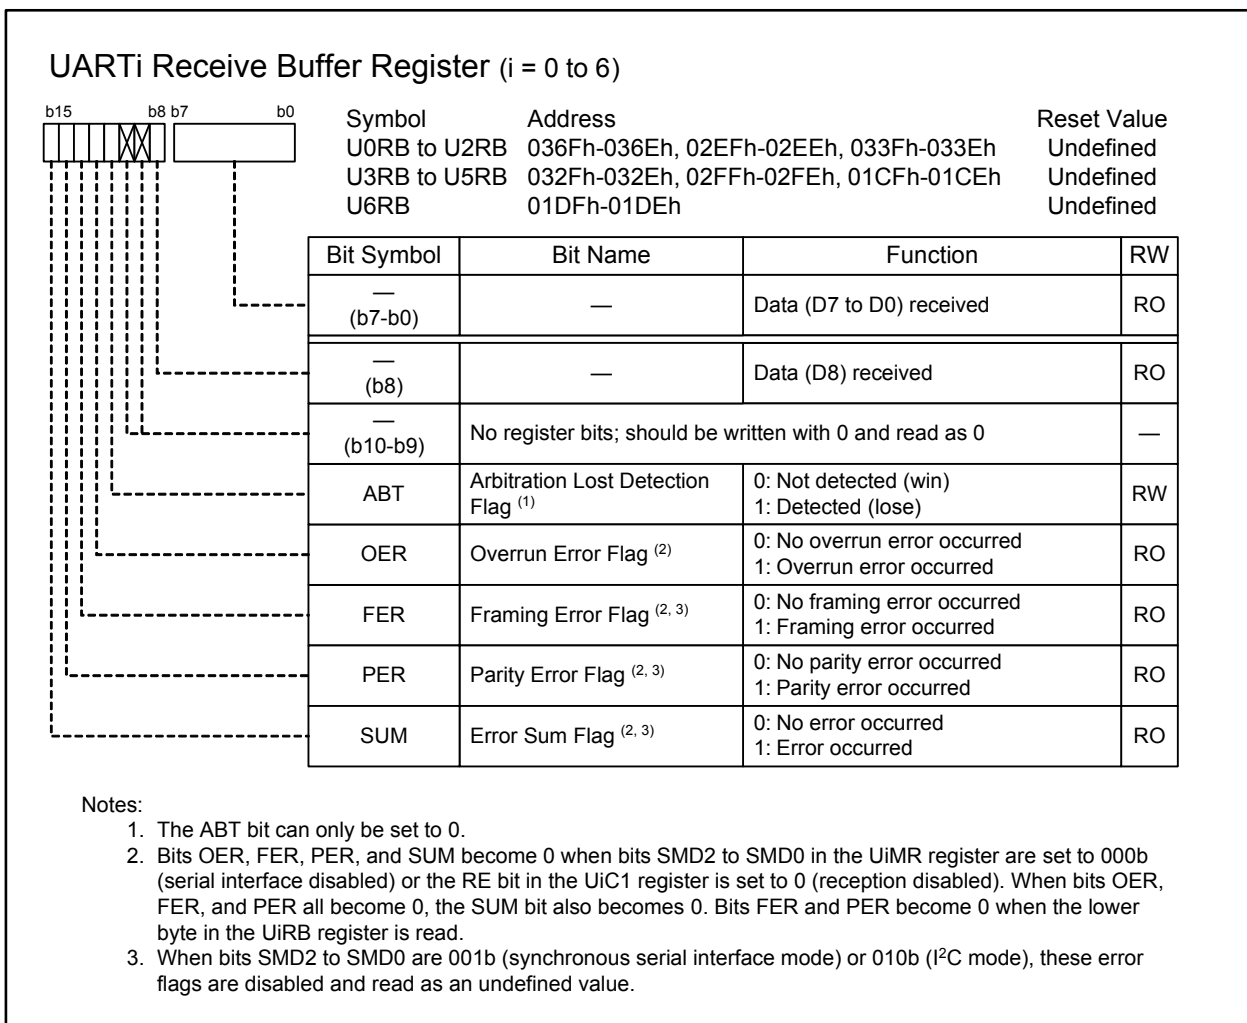 UARTi Receive Buffer Register (i = 0 to 6)
b15 b8 b7 b0
Symbol Address Reset Value
U0RB to U2RB 036Fh-036Eh, 02EFh-02EEh, 033Fh-033Eh Undefined
U3RB to U5RB 032Fh-032Eh, 02FFh-02FEh, 01CFh-01CEh Undefined
U6RB 01DFh-01DEh Undefined
Bit Symbol Bit Name Function RW
—
(b7-b0) — Data (D7 to D0) received RO
—
(b8) — Data (D8) received RO
—
(b10-b9) No register bits; should be written with 0 and read as 0 —
ABT Arbitration Lost Detection
Flag (1) 0: Not detected (win)
1: Detected (lose) RW
OER Overrun Error Flag (2) 0: No overrun error occurred
1: Overrun error occurred RO
FER Framing Error Flag (2, 3) 0: No framing error occurred
1: Framing error occurred RO
PER Parity Error Flag (2, 3) 0: No parity error occurred
1: Parity error occurred RO
SUM Error Sum Flag (2, 3) 0: No error occurred
1: Error occurred RO
Notes:
1. The ABT bit can only be set to 0.
2. Bits OER, FER, PER, and SUM become 0 when bits SMD2 to SMD0 in the UiMR register are set to 000b
(serial interface disabled) or the RE bit in the UiC1 register is set to 0 (reception disabled). When bits OER,
FER, and PER all become 0, the SUM bit also becomes 0. Bits FER and PER become 0 when the lower
byte in the UiRB register is read.
3. When bits SMD2 to SMD0 are 001b (synchronous serial interface mode) or 010b (I²C mode), these error
flags are disabled and read as an undefined value.